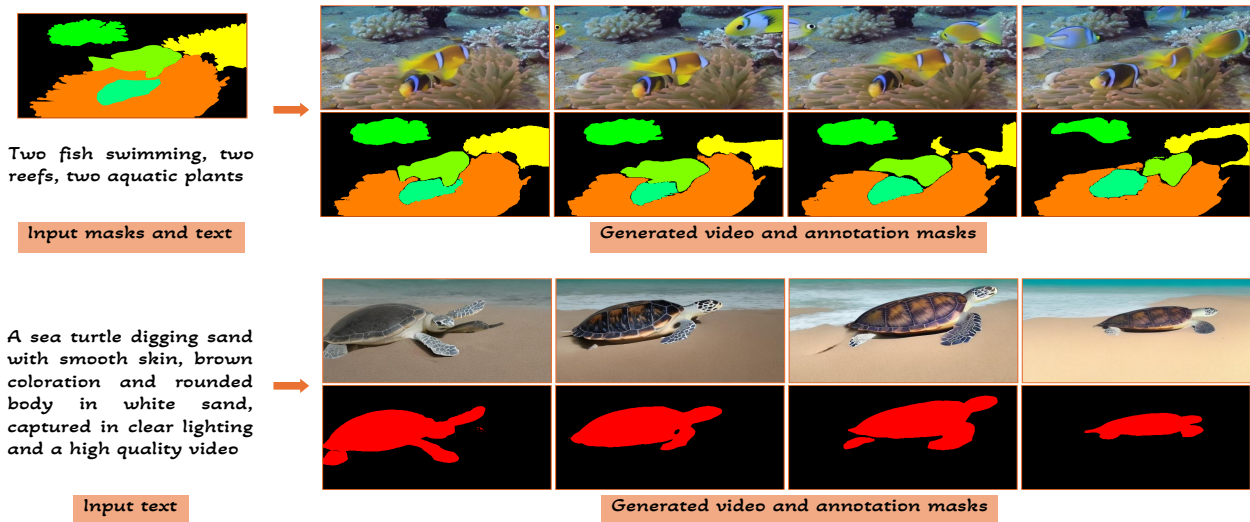 Two fish swimming, two
reefs, two aquatic plants
Input masks and text
Generated video and annotation masks
A sea turtle digging sand
with smooth skin, brown
coloration and rounded
body in white sand,
captured in clear lighting
and a high quality video
Input text
Generated video and annotation masks